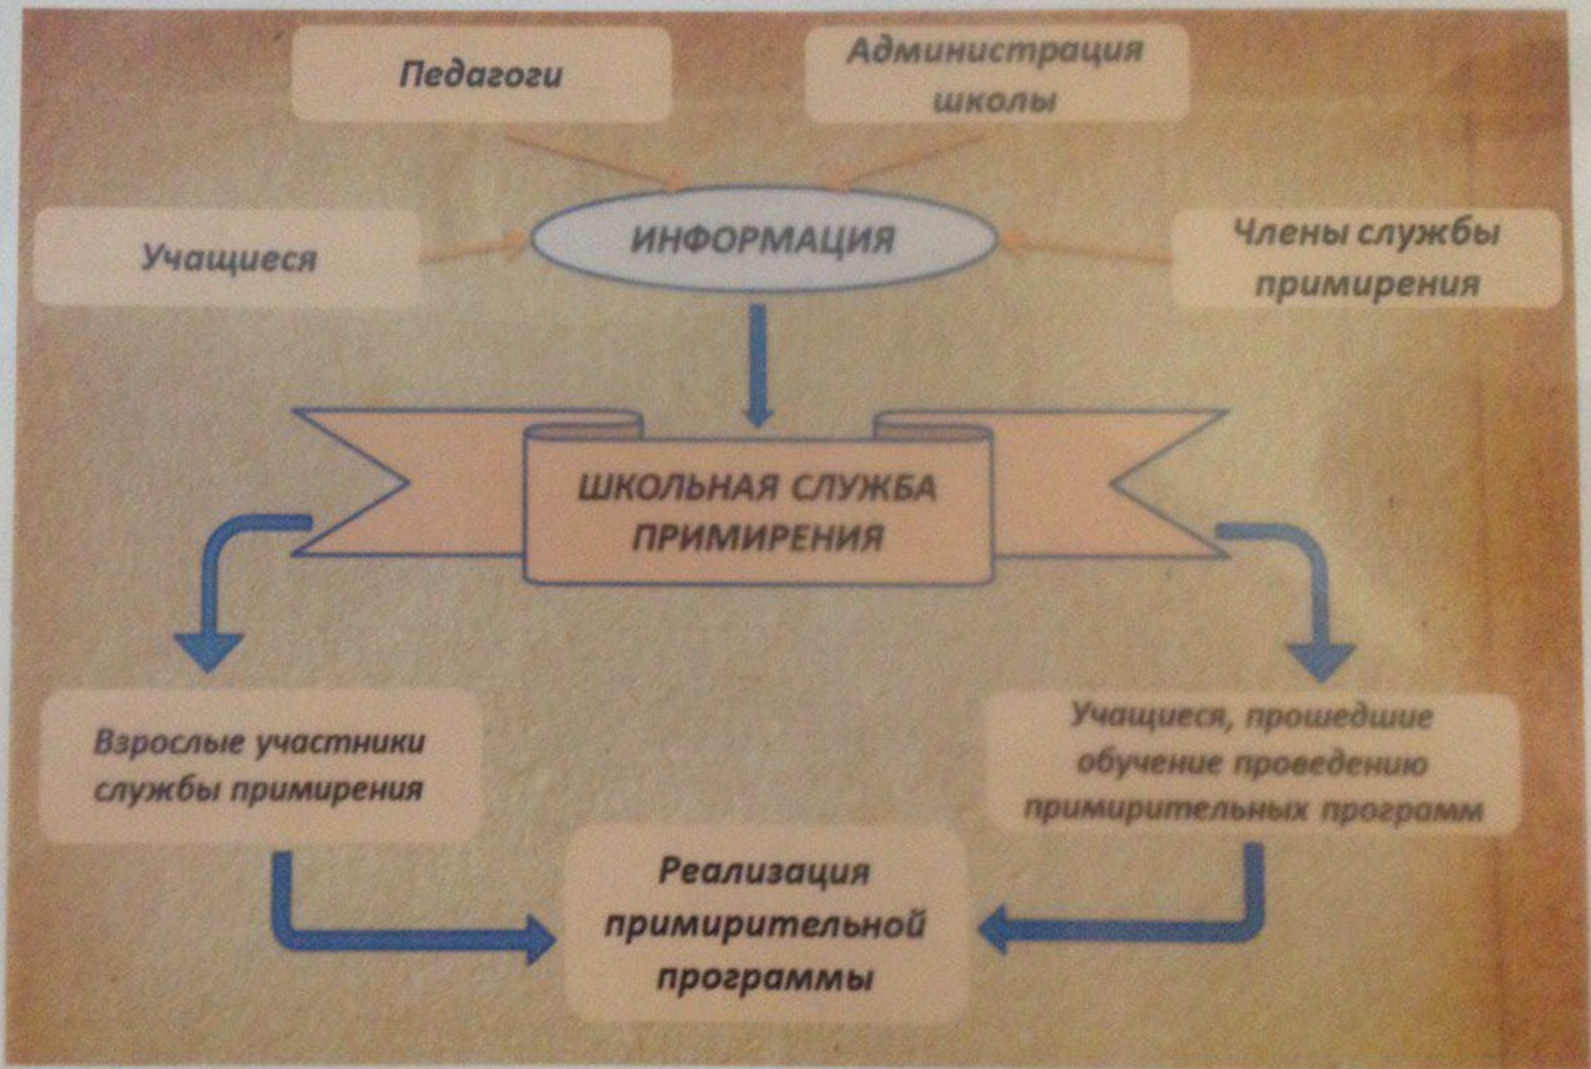 Педагоги
Администрация
школы
Учащиеся
ИНФОРМАЦИЯ
Члены службы
примирения
ШКОЛЬНАЯ СЛУЖБА
ПРИМИРЕНИЯ
Взрослые участники
службы примирения
Учащиеся, прошедшие
обучение проведению
примирительных программ
Реализация
примирительной
программы